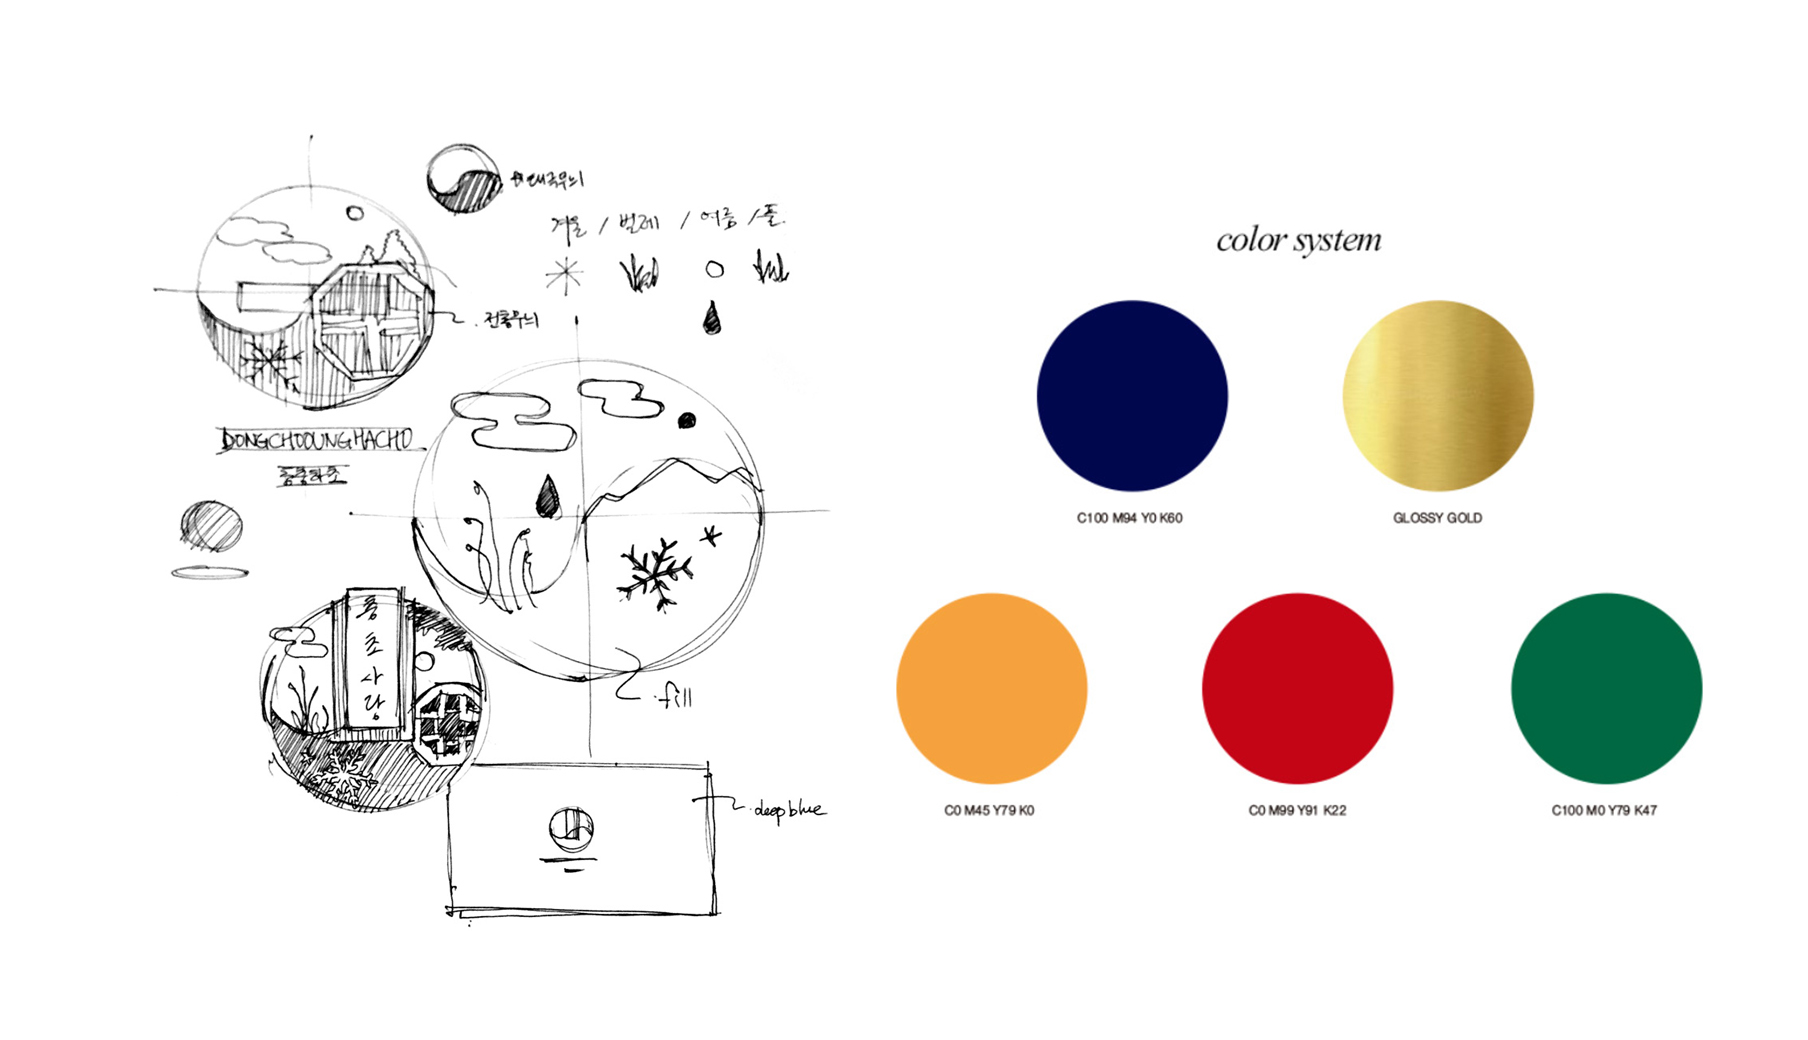 태극무늬
겨울 / 벌레 / 여름 / 풀.
전통무늬
DONGCHOOUNGHACHO
동충하초
동
초
사
랑
.fill
.deep blue
color system
C100 M94 Y0 K60
GLOSSY GOLD
C0 M45 Y79 K0
C0 M99 Y91 K22
C100 M0 Y79 K47